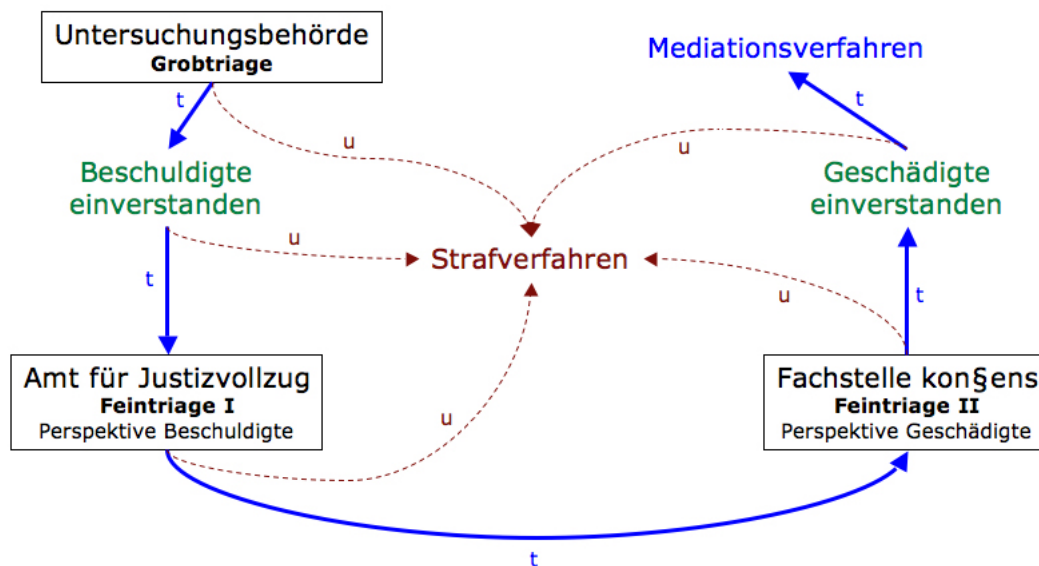 Untersuchungsbehörde
Grobtriage
Mediationsverfahren
t
t
u
u
Beschuldigte
einverstanden
Geschädigte
einverstanden
u
Strafverfahren
t
t
u
Amt für Justizvollzug
Feintriage I
Perspektive Beschuldigte
Fachstelle kon§ens
Feintriage II
Perspektive Geschädigte
u
t